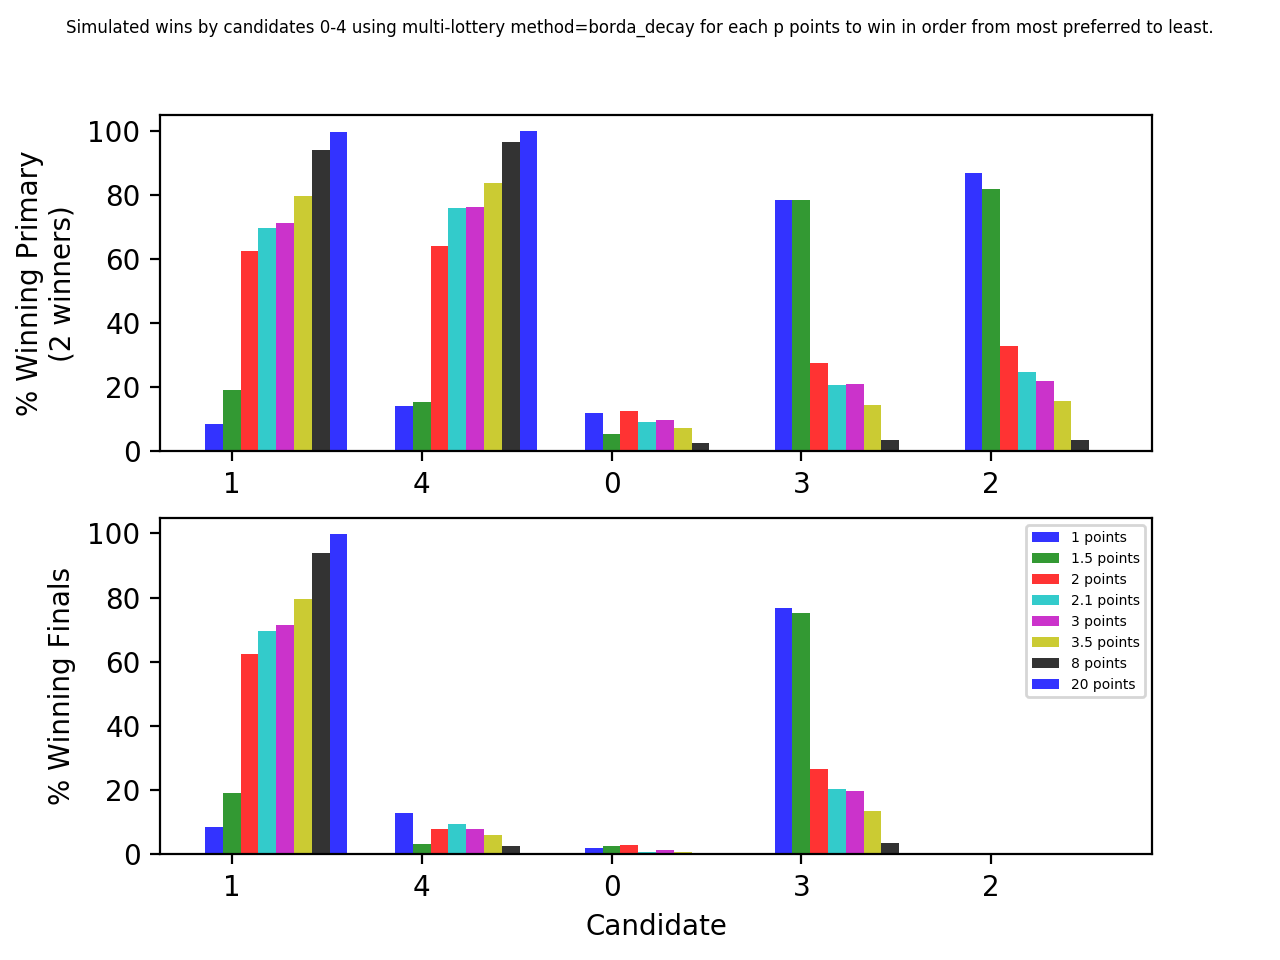 Simulated wins by candidates 0-4 using multi-lottery method=borda_decay for each p points to win in order from most preferred to least.
% Winning Primary
(2 winners)
100
80
60
40
20
0
1 4 0 3 2
% Winning Finals
100
80
60
40
20
0
1 points
1.5 points
2 points
2.1 points
3 points
3.5 points
8 points
20 points
1 4 0 3 2
Candidate